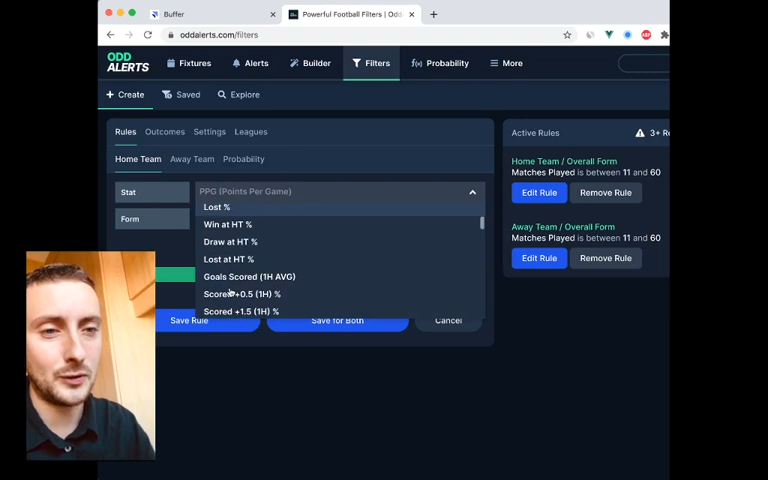 Buffer
Powerful Football Filters | Odd
oddalerts.com/filters
ODD
ALERTS
Fixtures
Alerts
Builder
Filters
f(x) Probability
More
+ Create
Saved
Explore
Rules
Outcomes
Settings
Leagues
Home Team
Away Team
Probability
Stat
PPG (Points Per Game)
Form
Lost %
Win at HT %
Draw at HT %
Lost at HT %
Goals Scored (1H AVG)
Scored +0.5 (1H) %
Scored +1.5 (1H) %
Save Rule
Save for Both
Cancel
Active Rules
3+ Re
Home Team / Overall Form
Matches Played is between 11 and 60
Edit Rule
Remove Rule
Away Team / Overall Form
Matches Played is between 11 and 60
Edit Rule
Remove Rule